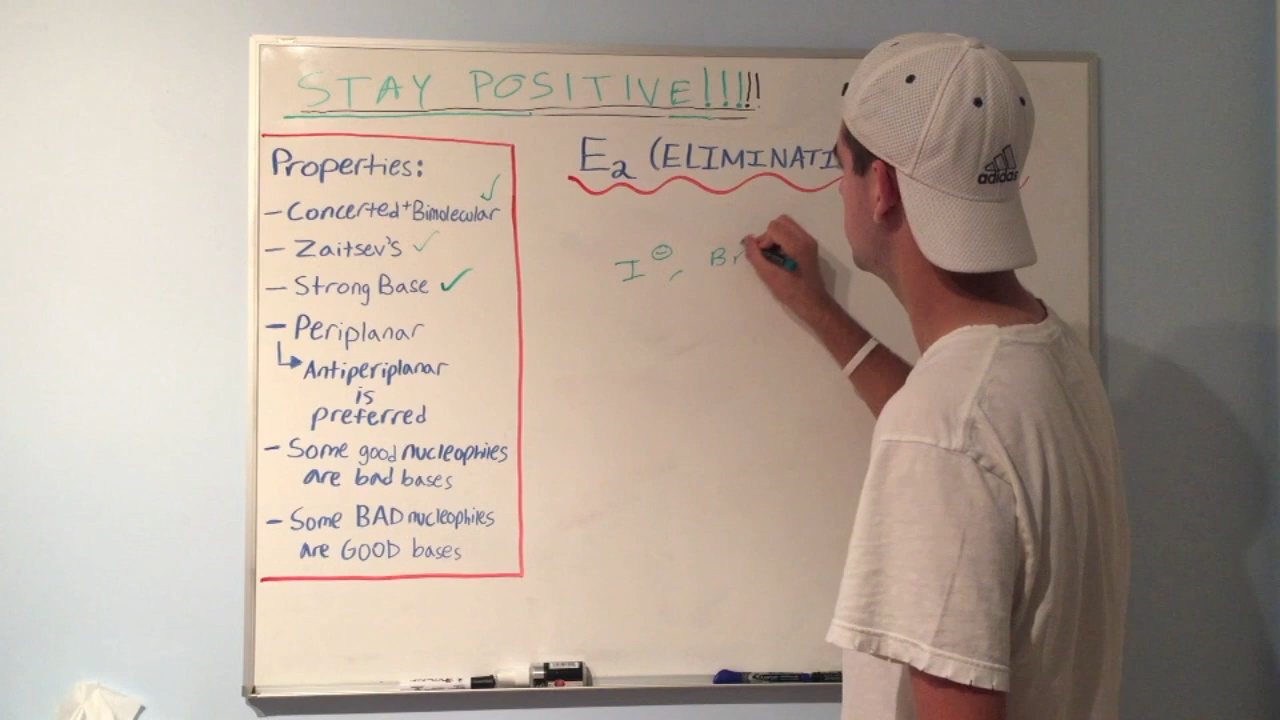 STAY POSITIVE!!!!!
Properties:
- Concerted + Bimolecular ✓
- Zaitsev's ✓
- Strong Base ✓
- Periplanar
↳ Antiperiplanar
is
preferred
- Some good nucleophiles
are bad bases
- Some BAD nucleophiles
are GOOD bases
E2 (ELIMINATI
I⊖, Br
adidas